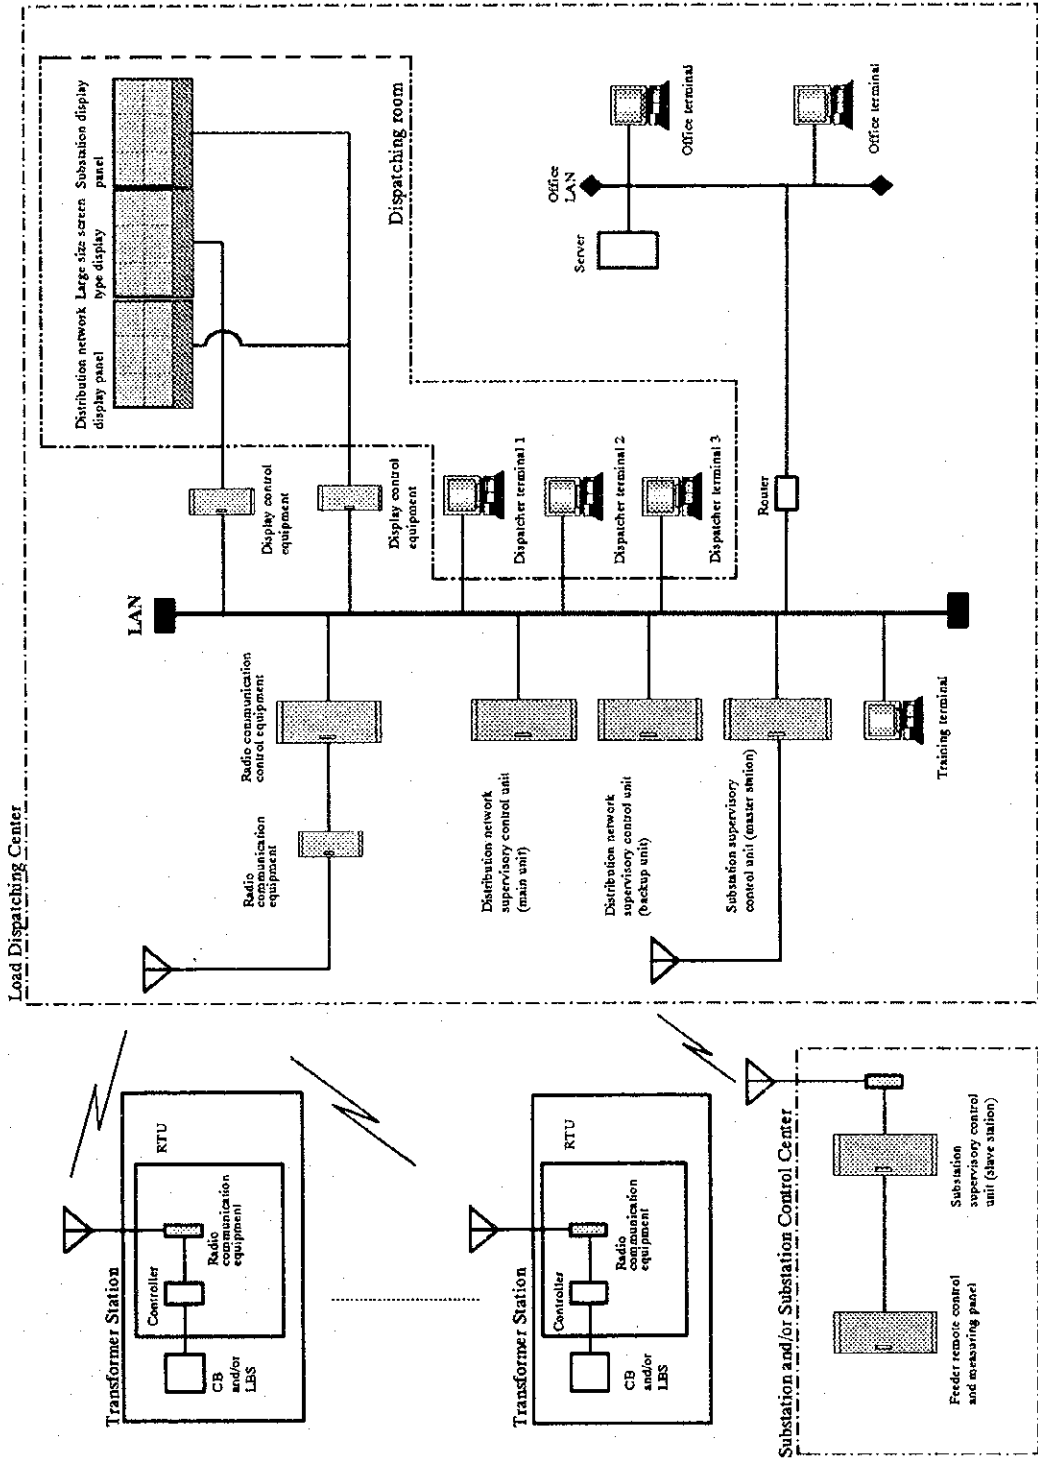 Load Dispatching Center
Distribution network
display panel
Large size screen
type display
Substation display
panel
Dispatching room
Display control
equipment
Display control
equipment
Dispatcher terminal 1
Dispatcher terminal 2
Dispatcher terminal 3
Office
LAN
Server
Office terminal
Office terminal
Router
LAN
Radio communication
control equipment
Radio
communication
equipment
Distribution network
supervisory control unit
(main unit)
Distribution network
supervisory control unit
(backup unit)
Substation supervisory
control unit (master station)
Training terminal
Transformer Station
RTU
Controller
Radio
communication
equipment
CB
and/or
LBS
Transformer Station
RTU
Controller
Radio
communication
equipment
CB
and/or
LBS
Substation and/or Substation Control Center
Substation
supervisory control
unit (slave station)
Feeder remote control
and measuring panel